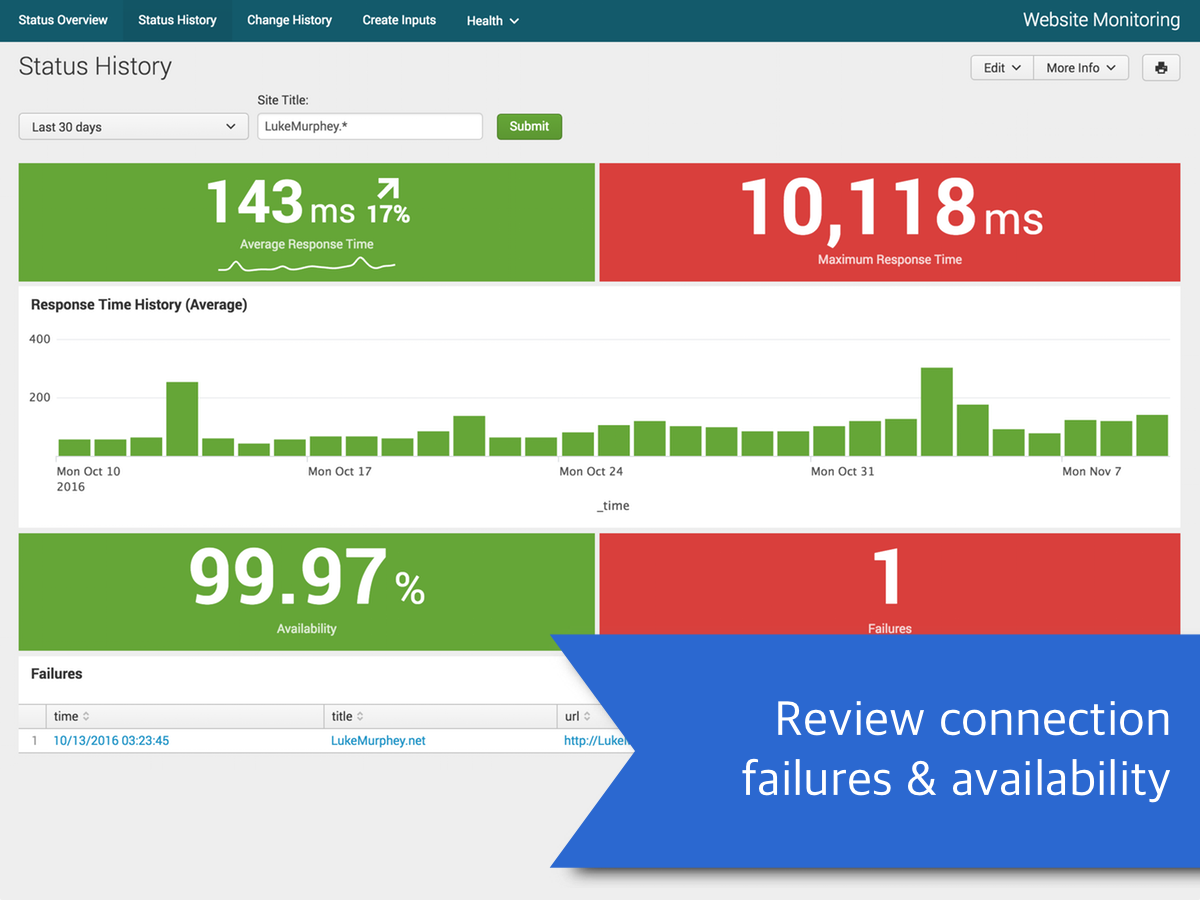 Status Overview Status History Change History Create Inputs Health Website Monitoring
Status History
Edit More Info
Site Title:
Last 30 days LukeMurphey.* Submit
143 ms 17%
Average Response Time
10,118 ms
Maximum Response Time
Response Time History (Average)
400
200
Mon Oct 10 Mon Oct 17 Mon Oct 24 Mon Oct 31 Mon Nov 7
2016
_time
99.97 %
Availability
1
Failures
Failures
time title url
1 10/13/2016 03:23:45 LukeMurphey.net
Review connection
failures & availability